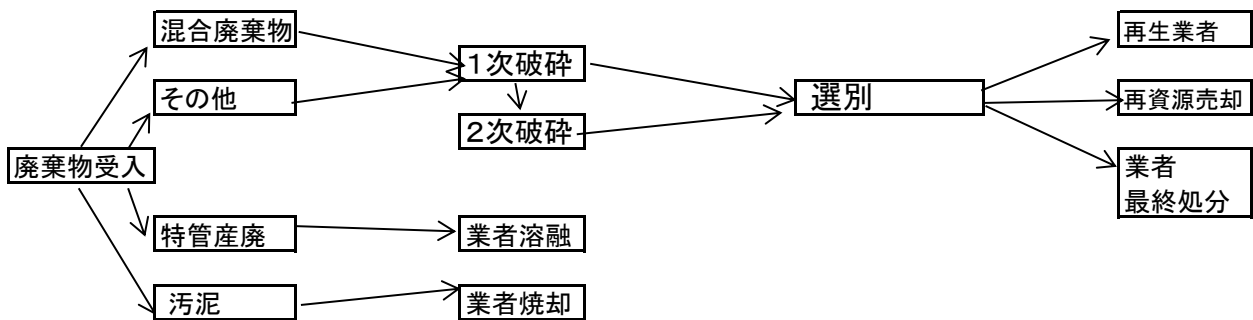 混合廃棄物
その他
廃棄物受入
特管産廃
汚泥
1次破砕
2次破砕
業者溶融
業者焼却
選別
再生業者
再資源売却
業者
最終処分